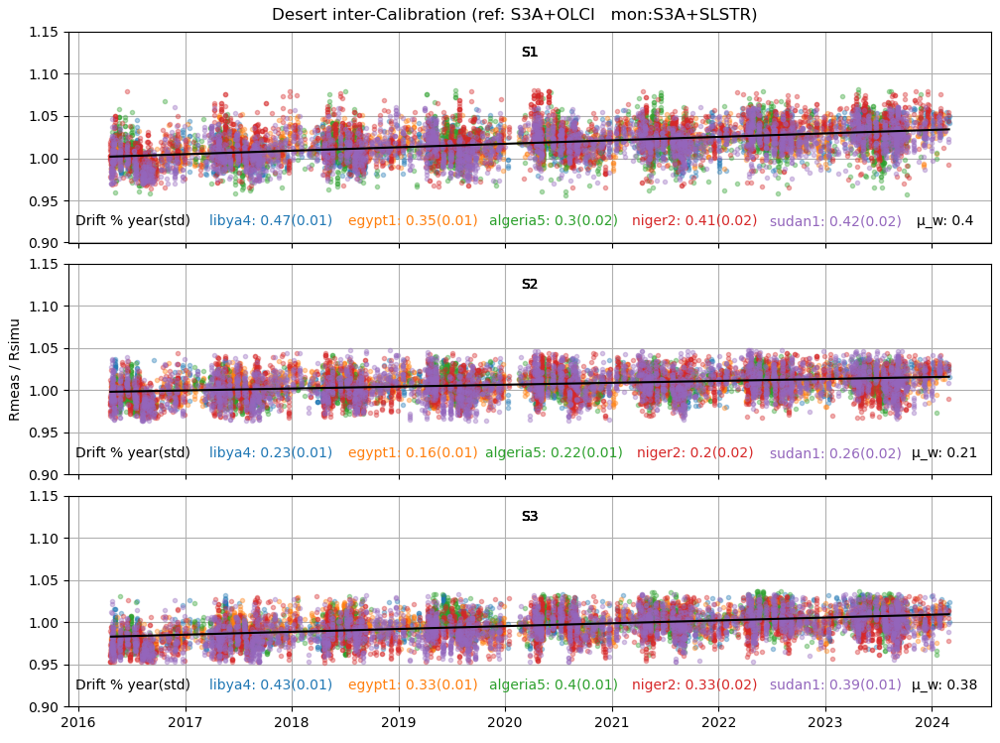 Desert inter-Calibration (ref: S3A+OLCI   mon:S3A+SLSTR)
S1
1.15
1.10
1.05
1.00
0.95
0.90
Drift % year(std) libya4: 0.47(0.01) egypt1: 0.35(0.01) algeria5: 0.3(0.02) niger2: 0.41(0.02) sudan1: 0.42(0.02) μ_w: 0.4
S2
1.15
1.10
1.05
1.00
0.95
0.90
Rmeas / Rsimu
Drift % year(std) libya4: 0.23(0.01) egypt1: 0.16(0.01) algeria5: 0.22(0.01) niger2: 0.2(0.02) sudan1: 0.26(0.02) μ_w: 0.21
S3
1.15
1.10
1.05
1.00
0.95
0.90
Drift % year(std) libya4: 0.43(0.01) egypt1: 0.33(0.01) algeria5: 0.4(0.01) niger2: 0.33(0.02) sudan1: 0.39(0.01) μ_w: 0.38
2016 2017 2018 2019 2020 2021 2022 2023 2024